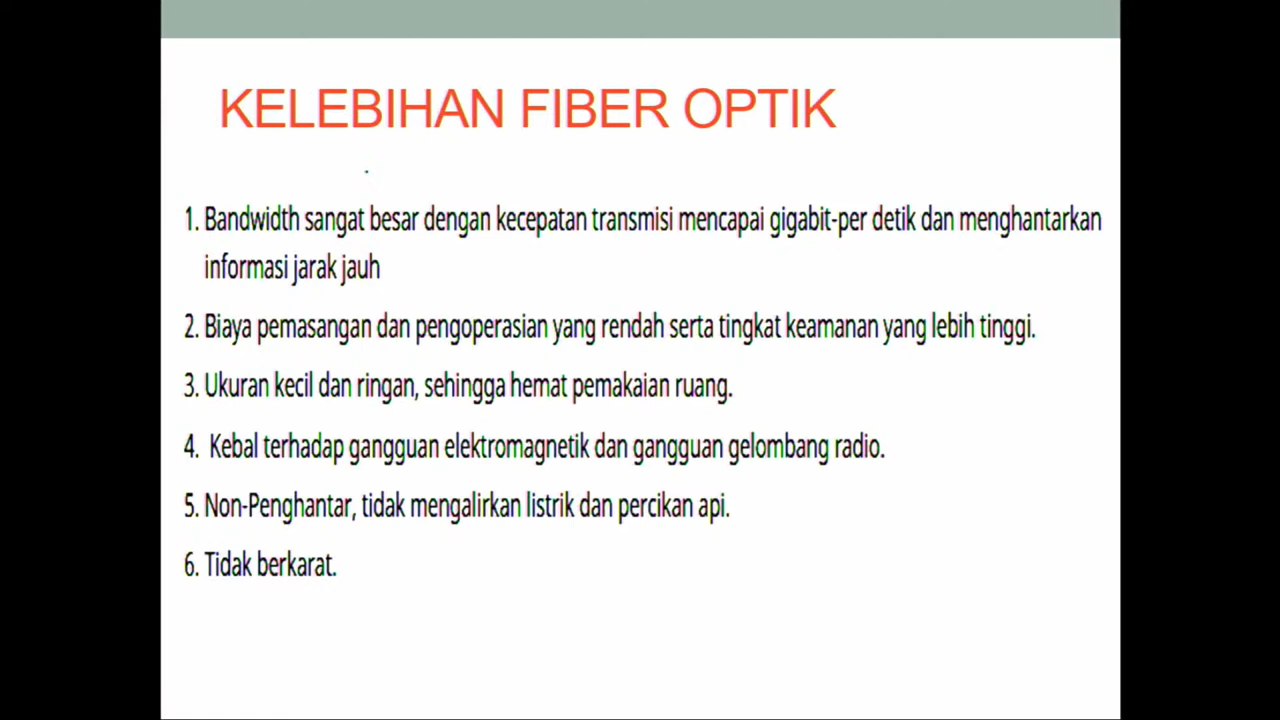 KELEBIHAN FIBER OPTIK
1. Bandwidth sangat besar dengan kecepatan transmisi mencapai gigabit-per detik dan menghantarkan
informasi jarak jauh
2. Biaya pemasangan dan pengoperasian yang rendah serta tingkat keamanan yang lebih tinggi.
3. Ukuran kecil dan ringan, sehingga hemat pemakaian ruang.
4. Kebal terhadap gangguan elektromagnetik dan gangguan gelombang radio.
5. Non-Penghantar, tidak mengalirkan listrik dan percikan api.
6. Tidak berkarat.